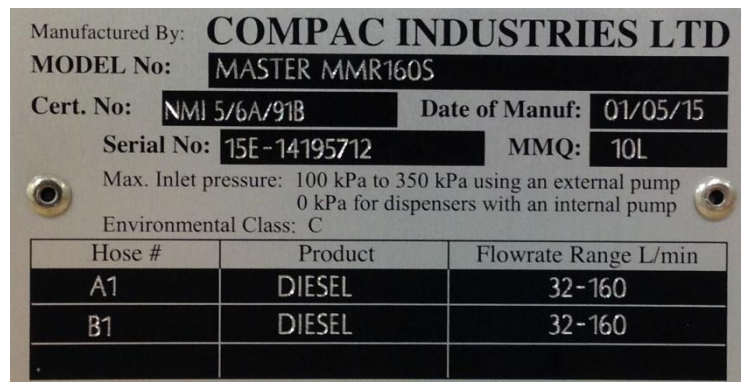 Manufactured By: COMPAC INDUSTRIES LTD
MODEL No: MASTER MMR160S
Cert. No: NMI 5/6A/91B Date of Manuf: 01/05/15
Serial No: 15E-14195712 MMQ: 10L
Max. Inlet pressure: 100 kPa to 350 kPa using an external pump
0 kPa for dispensers with an internal pump
Environmental Class: C
Hose # Product Flowrate Range L/min
A1 DIESEL 32-160
B1 DIESEL 32-160